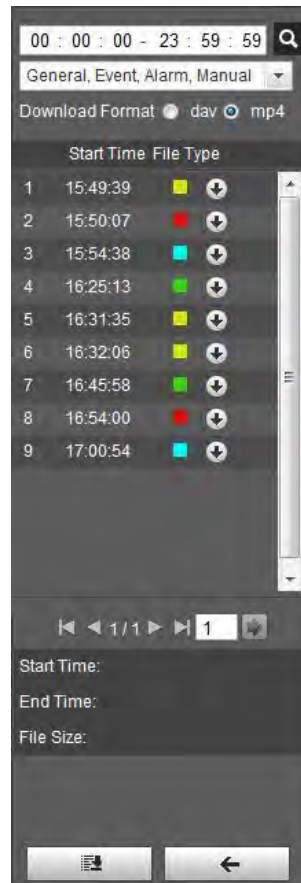 00 : 00 : 00 - 23 : 59 : 59
General, Event, Alarm, Manual
Download Format dav mp4
Start Time File Type
1 15:49:39
2 15:50:07
3 15:54:38
4 16:25:13
5 16:31:35
6 16:32:06
7 16:45:58
8 16:54:00
9 17:00:54
1 / 1 1
Start Time:
End Time:
File Size: